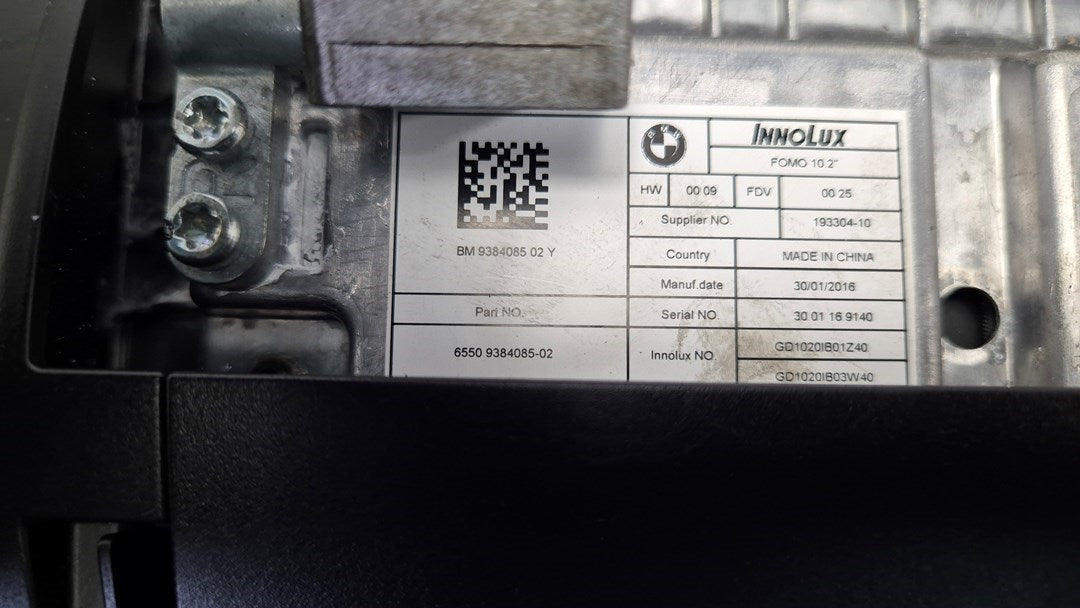 BM 9384085 02 Y
Part NO.
6550 9384085-02
BMW
INNOLUX
FOMO 10.2"
HW 00 09 FDV 00 25
Supplier NO. 193304-10
Country MADE IN CHINA
Manuf.date 30/01/2016
Serial NO 30 01 16 9140
Innolux NO. GD1020IB01Z40
GD1020IB03W40